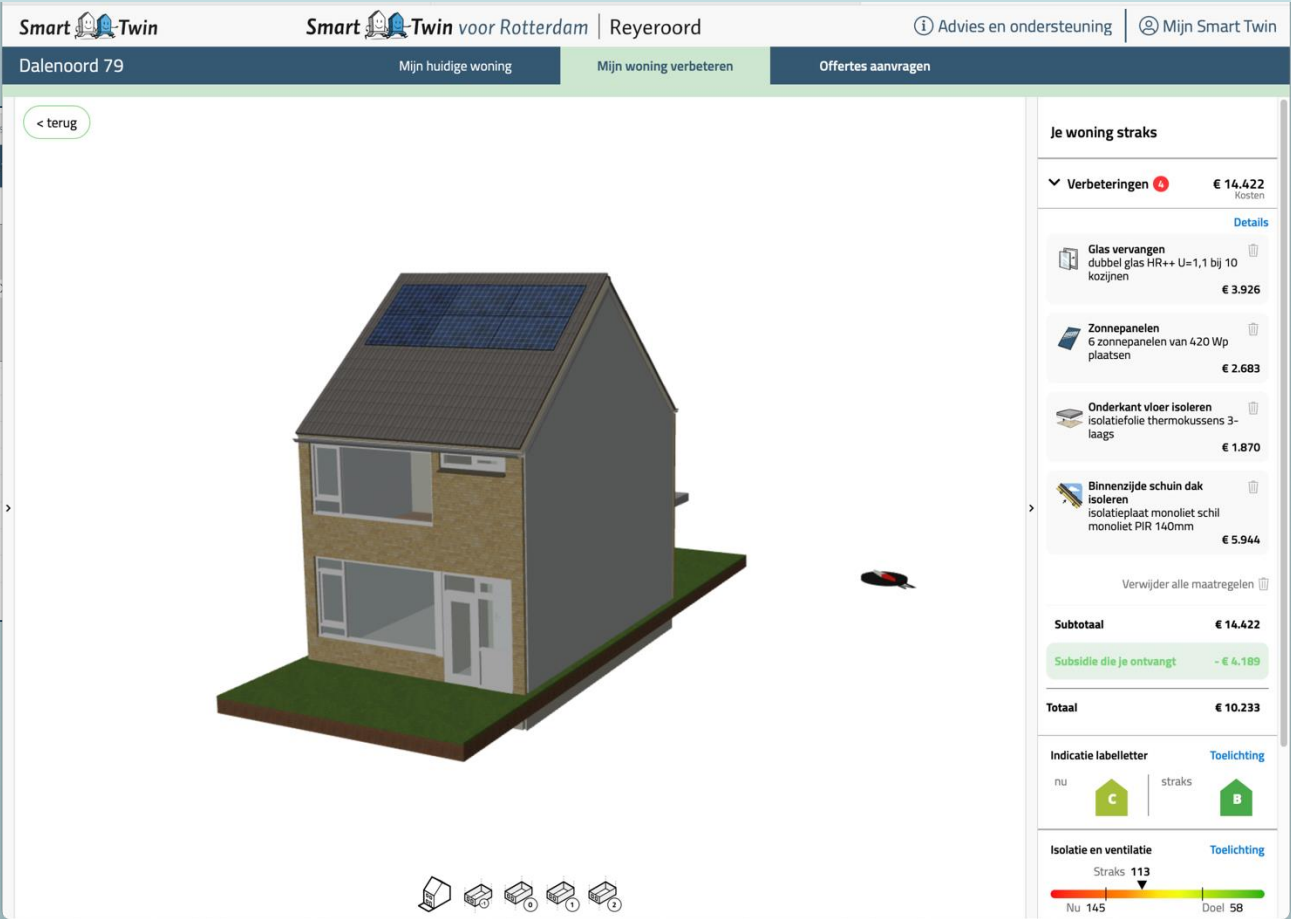 Smart Twin
Smart Twin voor Rotterdam | Reyeroord
Advies en ondersteuning
Mijn Smart Twin
Dalenoord 79
Mijn huidige woning
Mijn woning verbeteren
Offertes aanvragen
< terug
Je woning straks
Verbeteringen 4 € 14.422
Kosten
Details
Glas vervangen
dubbel glas HR++ U=1,1 bij 10
kozijnen
€ 3.926
Zonnepanelen
6 zonnepanelen van 420 Wp
plaatsen
€ 2.683
Onderkant vloer isoleren
isolatiefolie thermokussens 3-
laags
€ 1.870
Binnenzijde schuin dak
isoleren
isolatieplaat monoliet schil
monoliet PIR 140mm
€ 5.944
Verwijder alle maatregelen
Subtotaal € 14.422
Subsidie die je ontvangt - € 4.189
Totaal € 10.233
Indicatie labelletter Toelichting
nu C straks B
Isolatie en ventilatie Toelichting
Straks 113
Nu 145 Doel 58
0 1 2